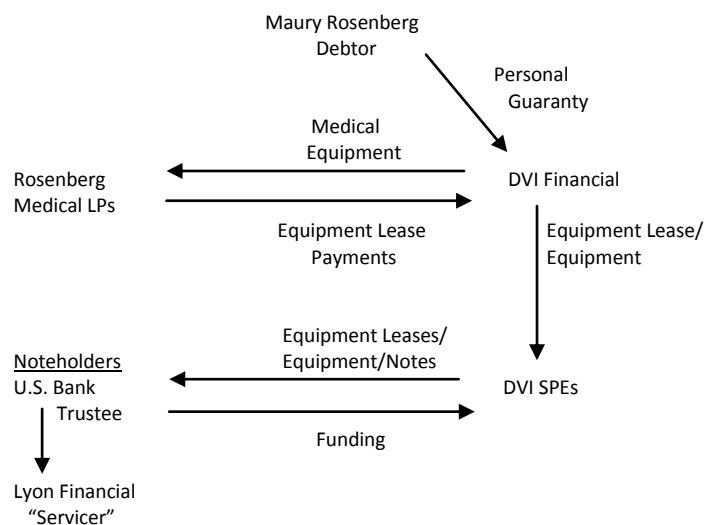 Maury Rosenberg
Debtor
Personal
Guaranty
Medical
Equipment
Rosenberg
Medical LPs
DVI Financial
Equipment Lease
Payments
Equipment Lease/
Equipment
Equipment Leases/
Equipment/Notes
Noteholders
U.S. Bank
Trustee
DVI SPEs
Funding
Lyon Financial
“Servicer”